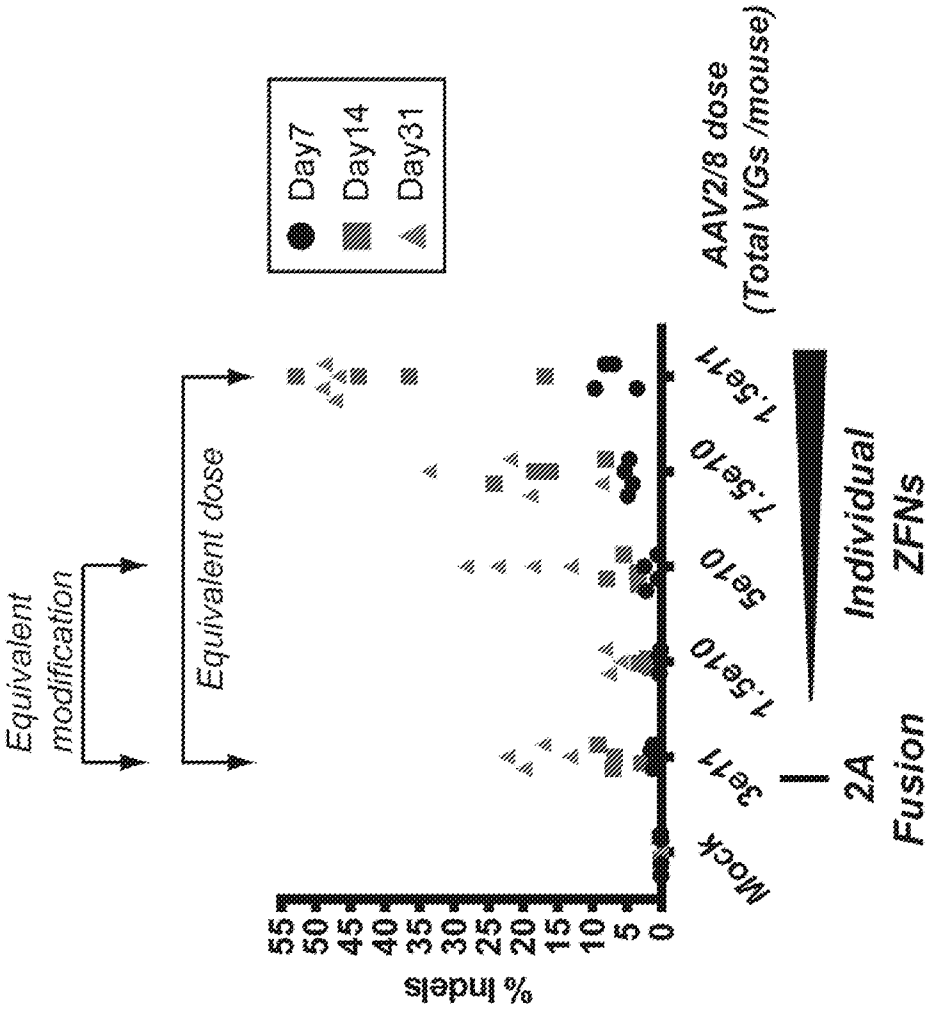 Equivalent
modification
Equivalent dose
Day7
Day14
Day31
% Indels
55
50
45
40
35
30
25
20
15
10
5
0
Mock
3e11
1.5e10
5e10
7.5e10
1.5e11
AAV2/8 dose
(Total VGs /mouse)
2A
Fusion
Individual
ZFNs